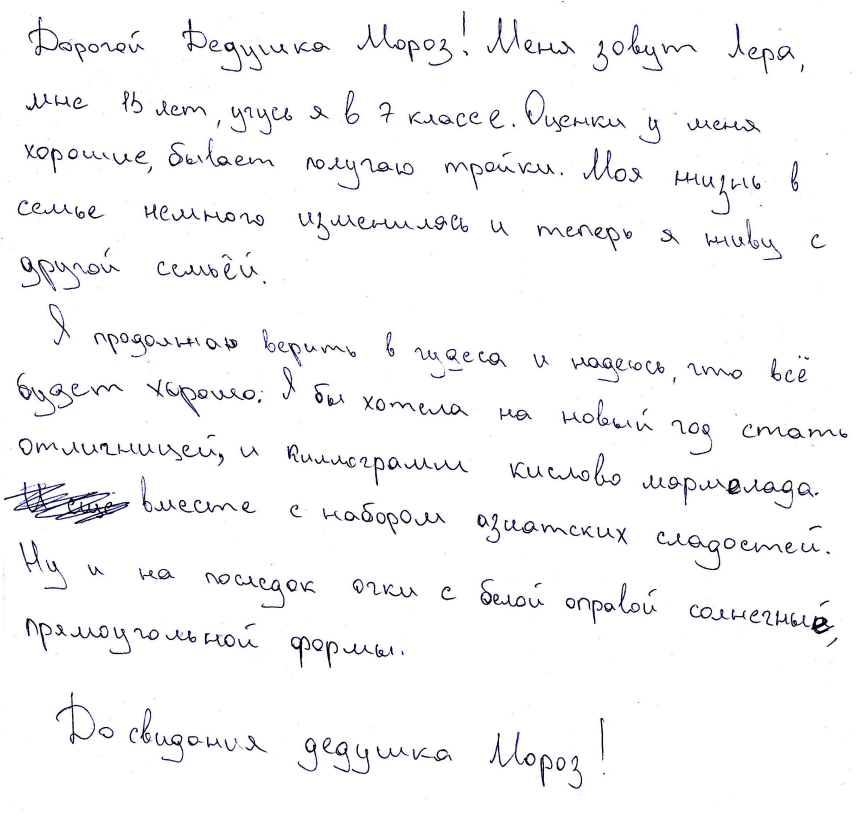 Дорогой Дедушка Мороз! Меня зовут Лера,
мне 13 лет, учусь я в 7 классе. Оценки у меня
хорошие, бывает получаю тройки. Моя жизнь в
семье немного изменилясь и теперь я живу с
другой семьёй.
Я продолжаю верить в чудеса и надеюсь, что всё
будет хорошо. Я бы хотела на новый год стать
отличницей, и киллограмм кислово мармелада.
вместе с набором азиатских сладостей.
Ну и на последок очки с белой оправой солнечные,
прямоугольной формы.
До свидания дедушка Мороз!